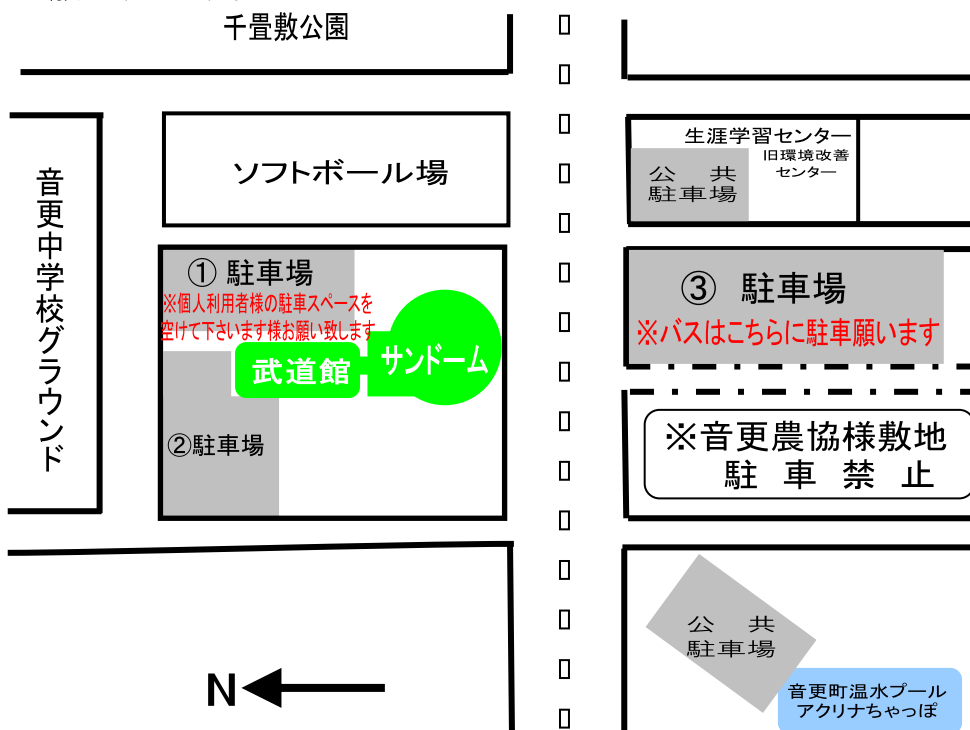 千畳敷公園
ソフトボール場
生涯学習センター
旧環境改善
センター
公　共
駐車場
音更中学校グラウンド
① 駐車場
※個人利用者様の駐車スペースを
空けて下さいます様お願い致します
武道館
サンドーム
②駐車場
③ 駐車場
※バスはこちらに駐車願います
※音更農協様敷地
駐 車 禁 止
公　共
駐車場
音更町温水プール
アクリナちゃっぽ
N